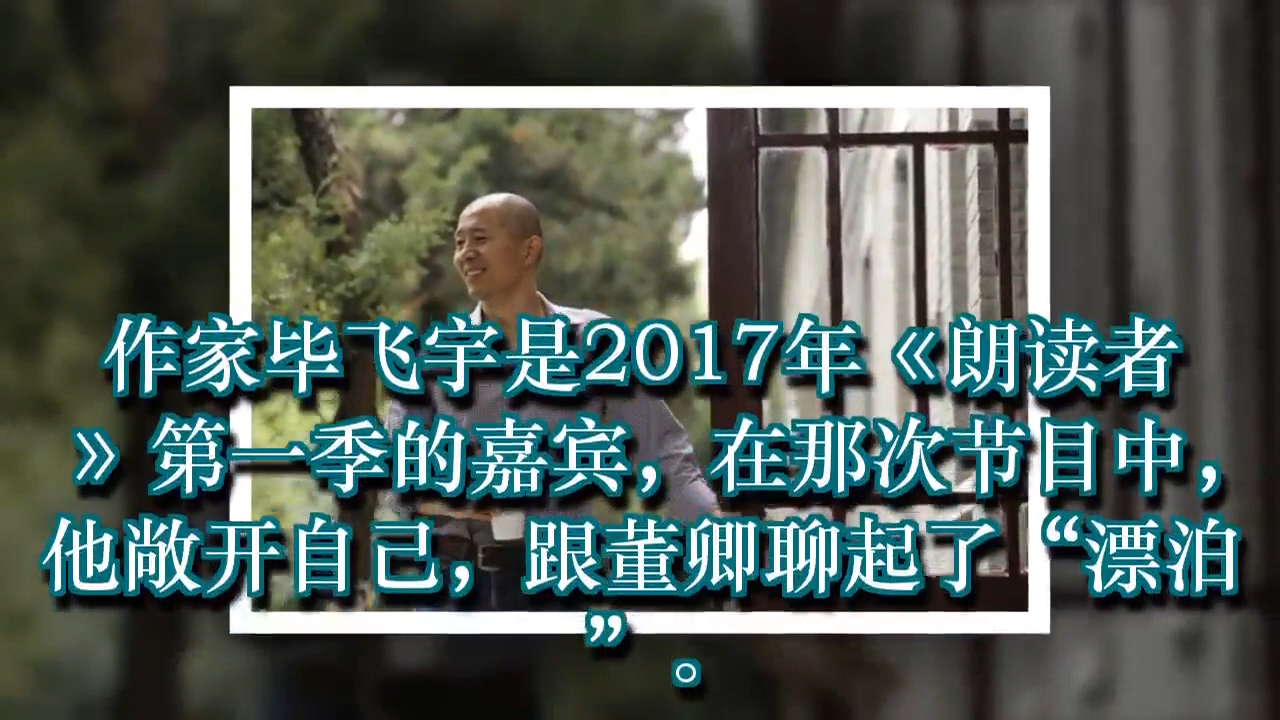 作家毕飞宇是2017年《朗读者
》第一季的嘉宾，在那次节目中，
他敞开自己，跟董卿聊起了“漂泊
”。